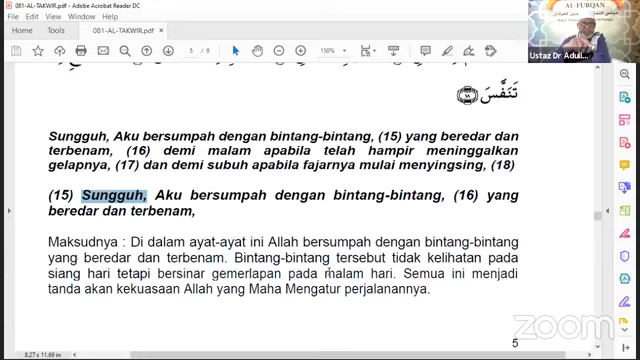 081-AL-TAKWIR.pdf - Adobe Acrobat Reader DC
File Edit View Window Help
Home Tools 081-AL-TAKWIR.pdf ×
5 / 9 150%
AL FURQAN
Ustaz Dr Adull...
تَنَفَّسَ ١٨
Sungguh, Aku bersumpah dengan bintang-bintang, (15) yang beredar dan
terbenam, (16) demi malam apabila telah hampir meninggalkan
gelapnya, (17) dan demi subuh apabila fajarnya mulai menyingsing, (18)
(15) Sungguh, Aku bersumpah dengan bintang-bintang, (16) yang
beredar dan terbenam,
Maksudnya : Di dalam ayat-ayat ini Allah bersumpah dengan bintang-bintang
yang beredar dan terbenam. Bintang-bintang tersebut tidak kelihatan pada
siang hari tetapi bersinar gemerlapan pada malam hari. Semua ini menjadi
tanda akan kekuasaan Allah yang Maha Mengatur perjalanannya.
5
zoom
8.27 x 11.69 in